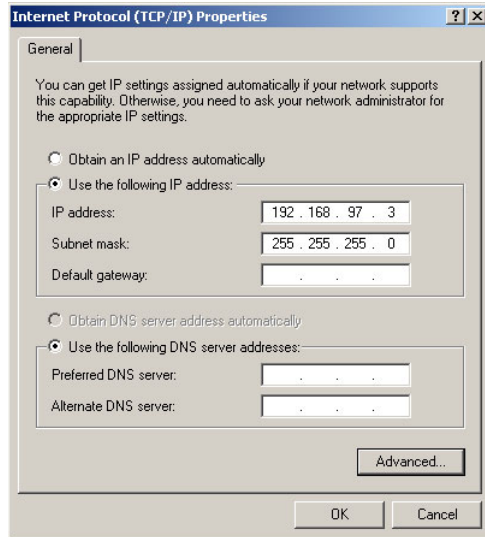 Internet Protocol (TCP/IP) Properties
General
You can get IP settings assigned automatically if your network supports
this capability. Otherwise, you need to ask your network administrator for
the appropriate IP settings.
Obtain an IP address automatically
Use the following IP address:
IP address: 192 . 168 . 97 . 3
Subnet mask: 255 . 255 . 255 . 0
Default gateway: . . .
Obtain DNS server address automatically
Use the following DNS server addresses:
Preferred DNS server: . . .
Alternate DNS server: . . .
Advanced...
OK Cancel